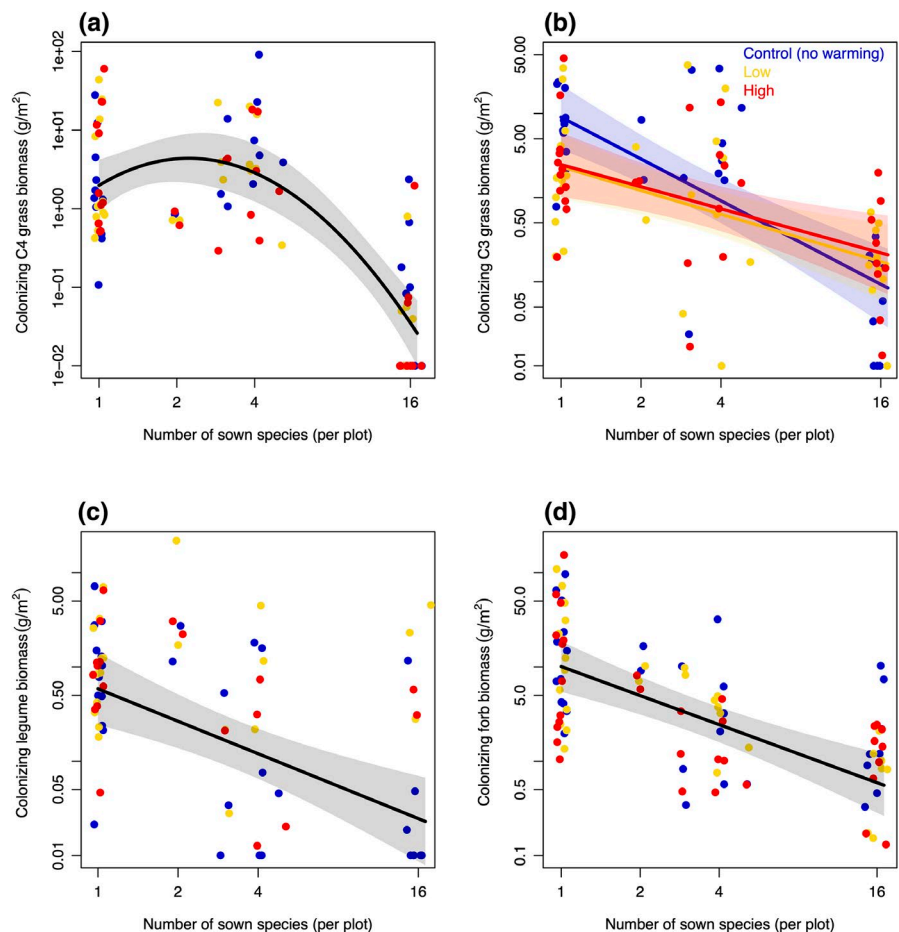 (a)
Colonizing C4 grass biomass (g/m²)
1e+02
1e+01
1e+00
1e−01
1e−02
1
2
4
16
Number of sown species (per plot)
(b)
Colonizing C3 grass biomass (g/m²)
Control (no warming)
Low
High
50.00
5.00
0.50
0.05
0.01
1
2
4
16
Number of sown species (per plot)
(c)
Colonizing legume biomass (g/m²)
5.00
0.50
0.05
0.01
1
2
4
16
Number of sown species (per plot)
(d)
Colonizing forb biomass (g/m²)
50.0
5.0
0.5
0.1
1
2
4
16
Number of sown species (per plot)